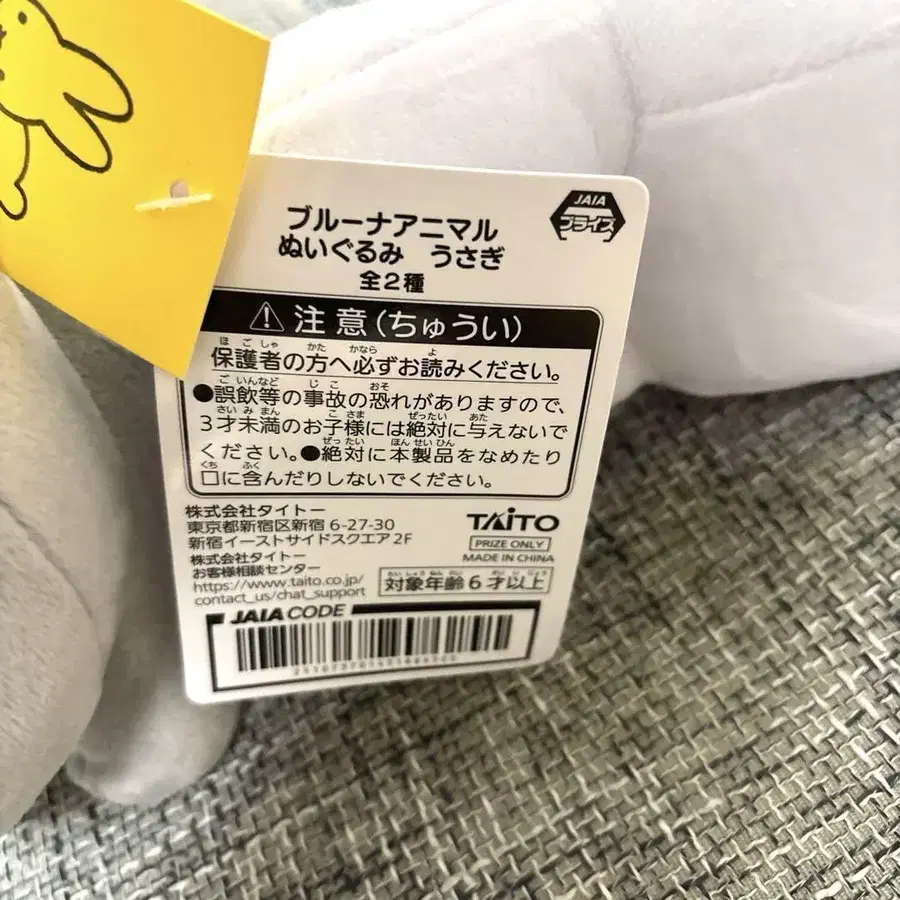 JAIA
プライズ
ブルーナアニマル
ぬいぐるみ うさぎ
全2種
注意(ちゅうい)
保護者の方へ必ずお読みください。
●誤飲等の事故の恐れがありますので、
3才未満のお子様には絶対に与えないで
ください。●絶対に本製品をなめたり
口に含んだりしないでください。
株式会社タイトー
東京都新宿区新宿 6-27-30
新宿イーストサイドスクエア2F
株式会社タイトー
お客様相談センター
https://www.taito.co.jp/
contact_us/chat_support
TAITO
PRIZE ONLY
MADE IN CHINA
対象年齢6才以上
JAIA CODE